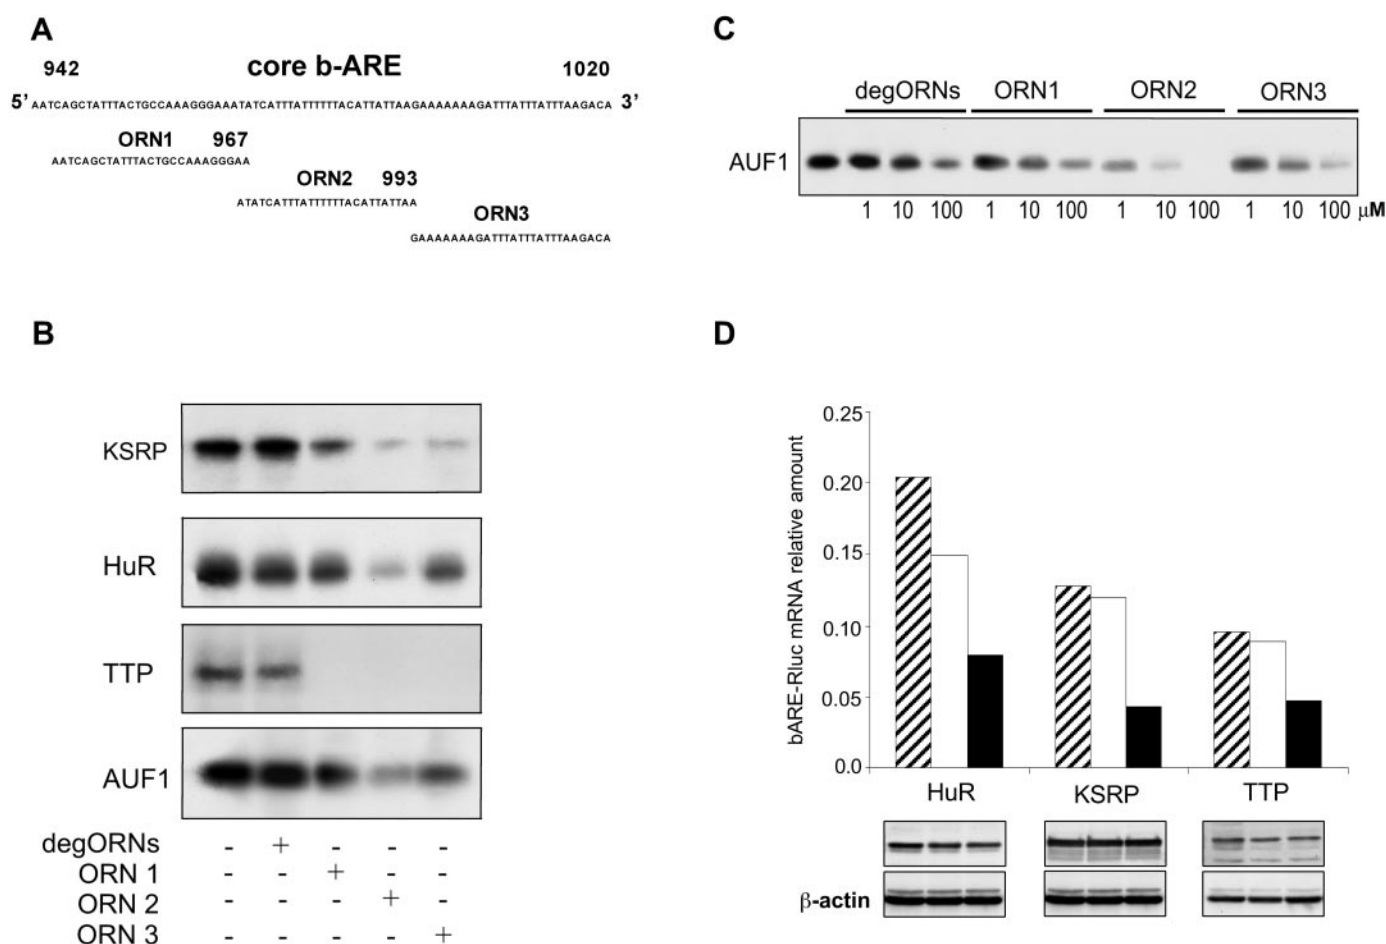 A
942 core b-ARE 1020
5’ AATCAGCTATTTACTGCCAAAGGGAAATATCATTTATTTTTTACATTATTAAGAAAAAAAGATTTATTTATTTAAGACA 3’
ORN1 967
AATCAGCTATTTACTGCCAAAGGGAA
ORN2 993
ATATCATTTATTTTTTACATTATTAA
ORN3
GAAAAAAAGATTTATTTATTTAAGACA
B
KSRP
HuR
TTP
AUF1
degORNs - + - - -
ORN 1 - - + - -
ORN 2 - - - + -
ORN 3 - - - - +
C
degORNs ORN1 ORN2 ORN3
AUF1
1 10 100 1 10 100 1 10 100 1 10 100 μM
D
bARE-Rluc mRNA relative amount
0.25
0.20
0.15
0.10
0.05
0.0
HuR KSRP TTP
β-actin